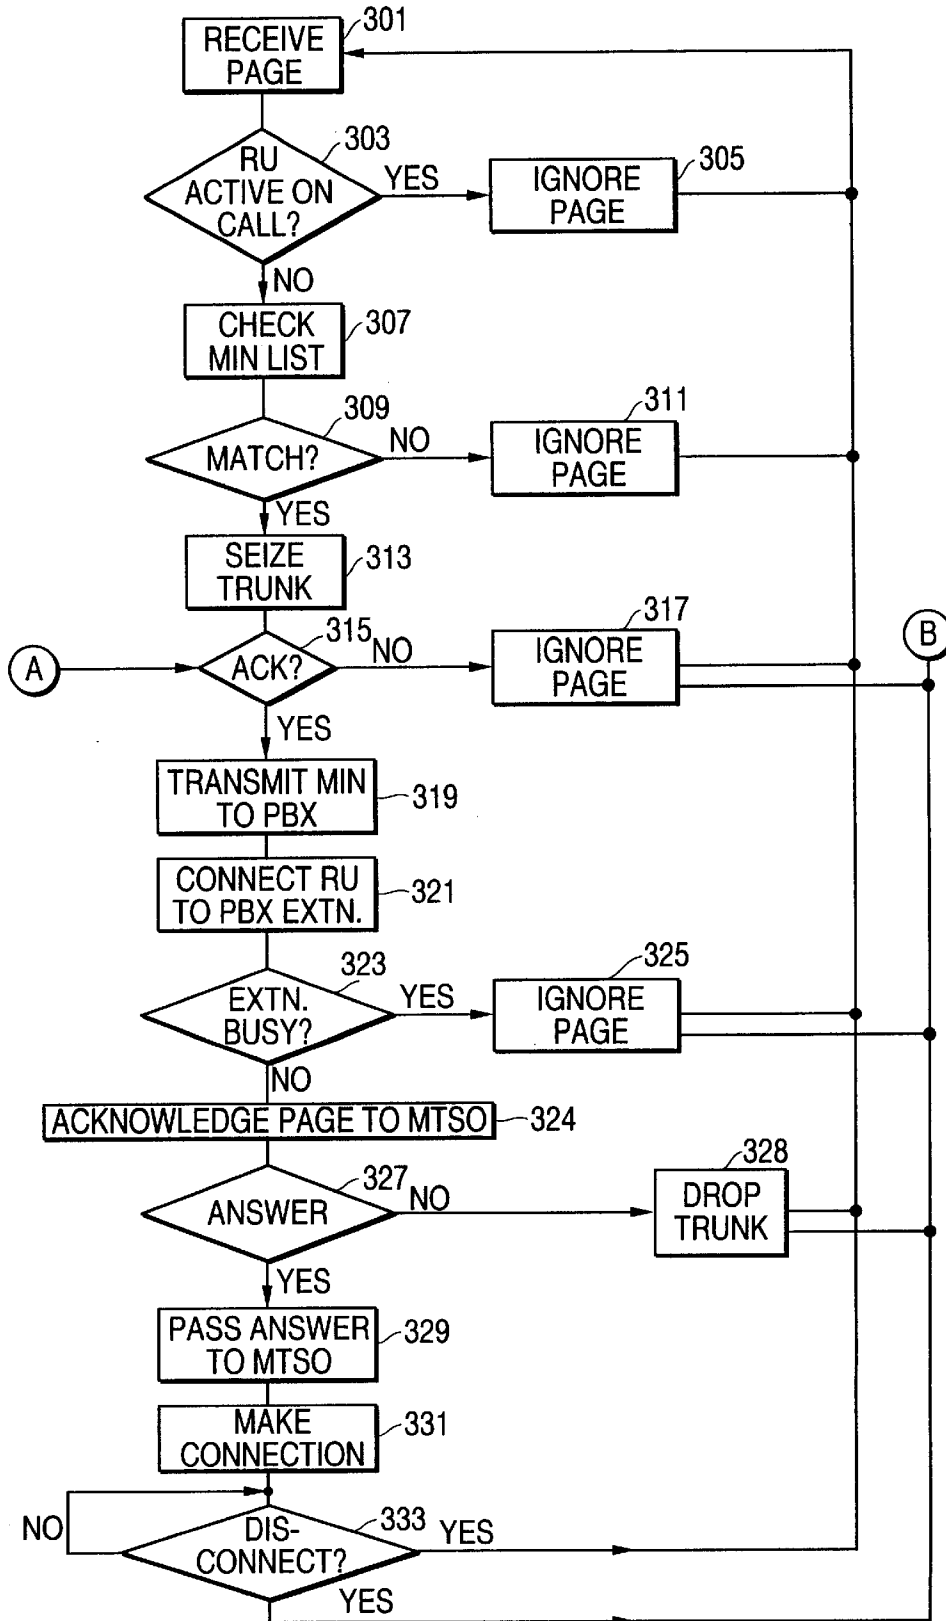 301
RECEIVE
PAGE
303
RU
ACTIVE ON
CALL?
YES
305
IGNORE
PAGE
NO
CHECK
MIN LIST
307
309
MATCH?
NO
311
IGNORE
PAGE
YES
SEIZE
TRUNK
313
315
A
ACK?
NO
317
IGNORE
PAGE
B
YES
TRANSMIT MIN
TO PBX
319
CONNECT RU
TO PBX EXTN.
321
323
EXTN.
BUSY?
YES
325
IGNORE
PAGE
NO
ACKNOWLEDGE PAGE TO MTSO
324
327
ANSWER
NO
328
DROP
TRUNK
YES
PASS ANSWER
TO MTSO
329
MAKE
CONNECTION
331
333
NO
DIS-
CONNECT?
YES
YES